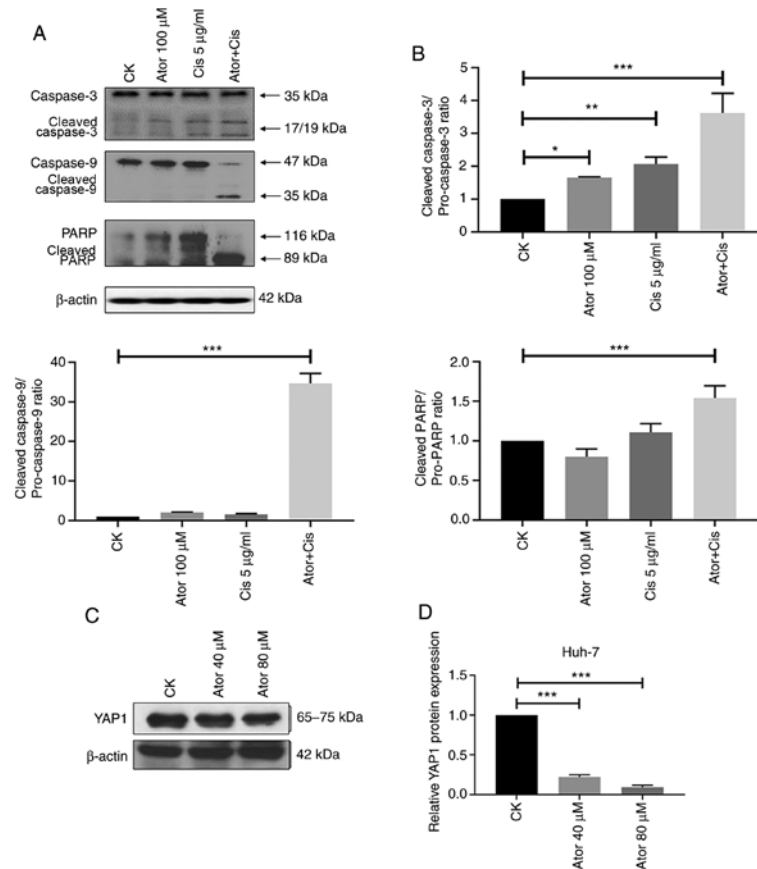 A
CK
Ator 100 µM
Cis 5 µg/ml
Ator+Cis
Caspase-3
35 kDa
Cleaved
caspase-3
17/19 kDa
Caspase-9
47 kDa
Cleaved
caspase-9
35 kDa
PARP
116 kDa
Cleaved
PARP
89 kDa
β-actin
42 kDa
B
Cleaved caspase-3/
Pro-caspase-3 ratio
5
4
3
2
1
0
***
**
*
CK
Ator 100 µM
Cis 5 µg/ml
Ator+Cis
Cleaved caspase-9/
Pro-caspase-9 ratio
40
30
20
10
0
***
CK
Ator 100 µM
Cis 5 µg/ml
Ator+Cis
Cleaved PARP/
Pro-PARP ratio
2.0
1.5
1.0
0.5
0.0
***
CK
Ator 100 µM
Cis 5 µg/ml
Ator+Cis
C
CK
Ator 40 µM
Ator 80 µM
YAP1
65–75 kDa
β-actin
42 kDa
D
Huh-7
Relative YAP1 protein expression
1.5
1.0
0.5
0.0
***
***
CK
Ator 40 µM
Ator 80 µM